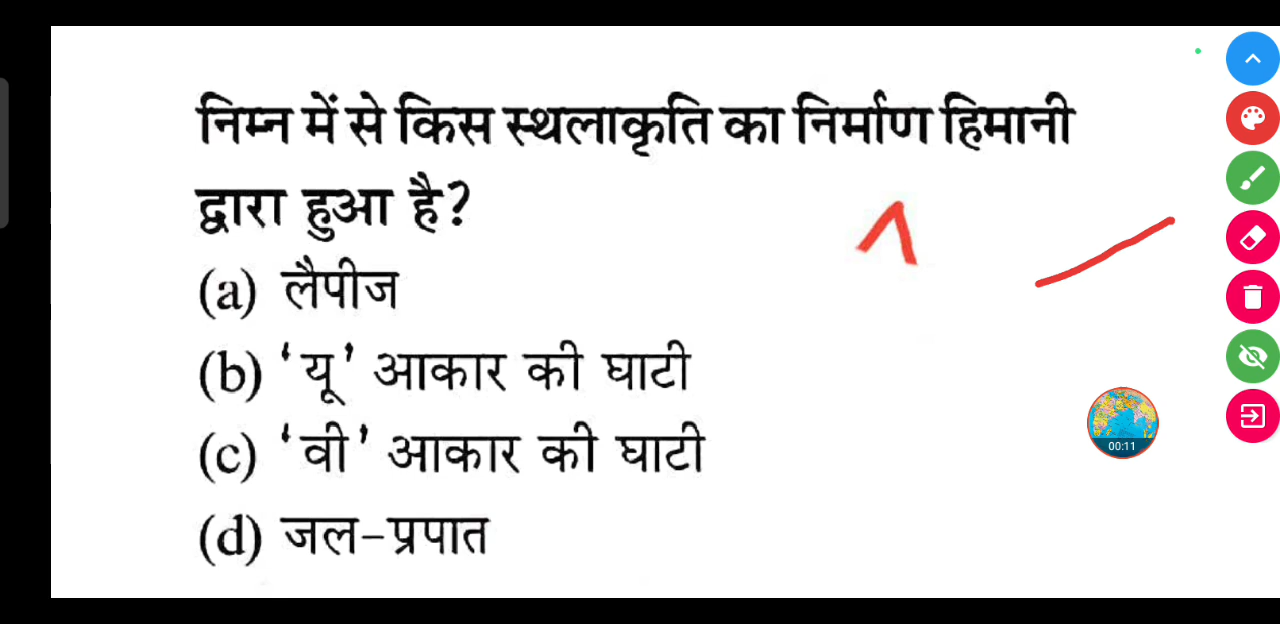 निम्न में से किस स्थलाकृति का निर्माण हिमानी
द्वारा हुआ है?
(a) लैपीज
(b) ‘यू’ आकार की घाटी
(c) ‘वी’ आकार की घाटी
(d) जल-प्रपात
00:11